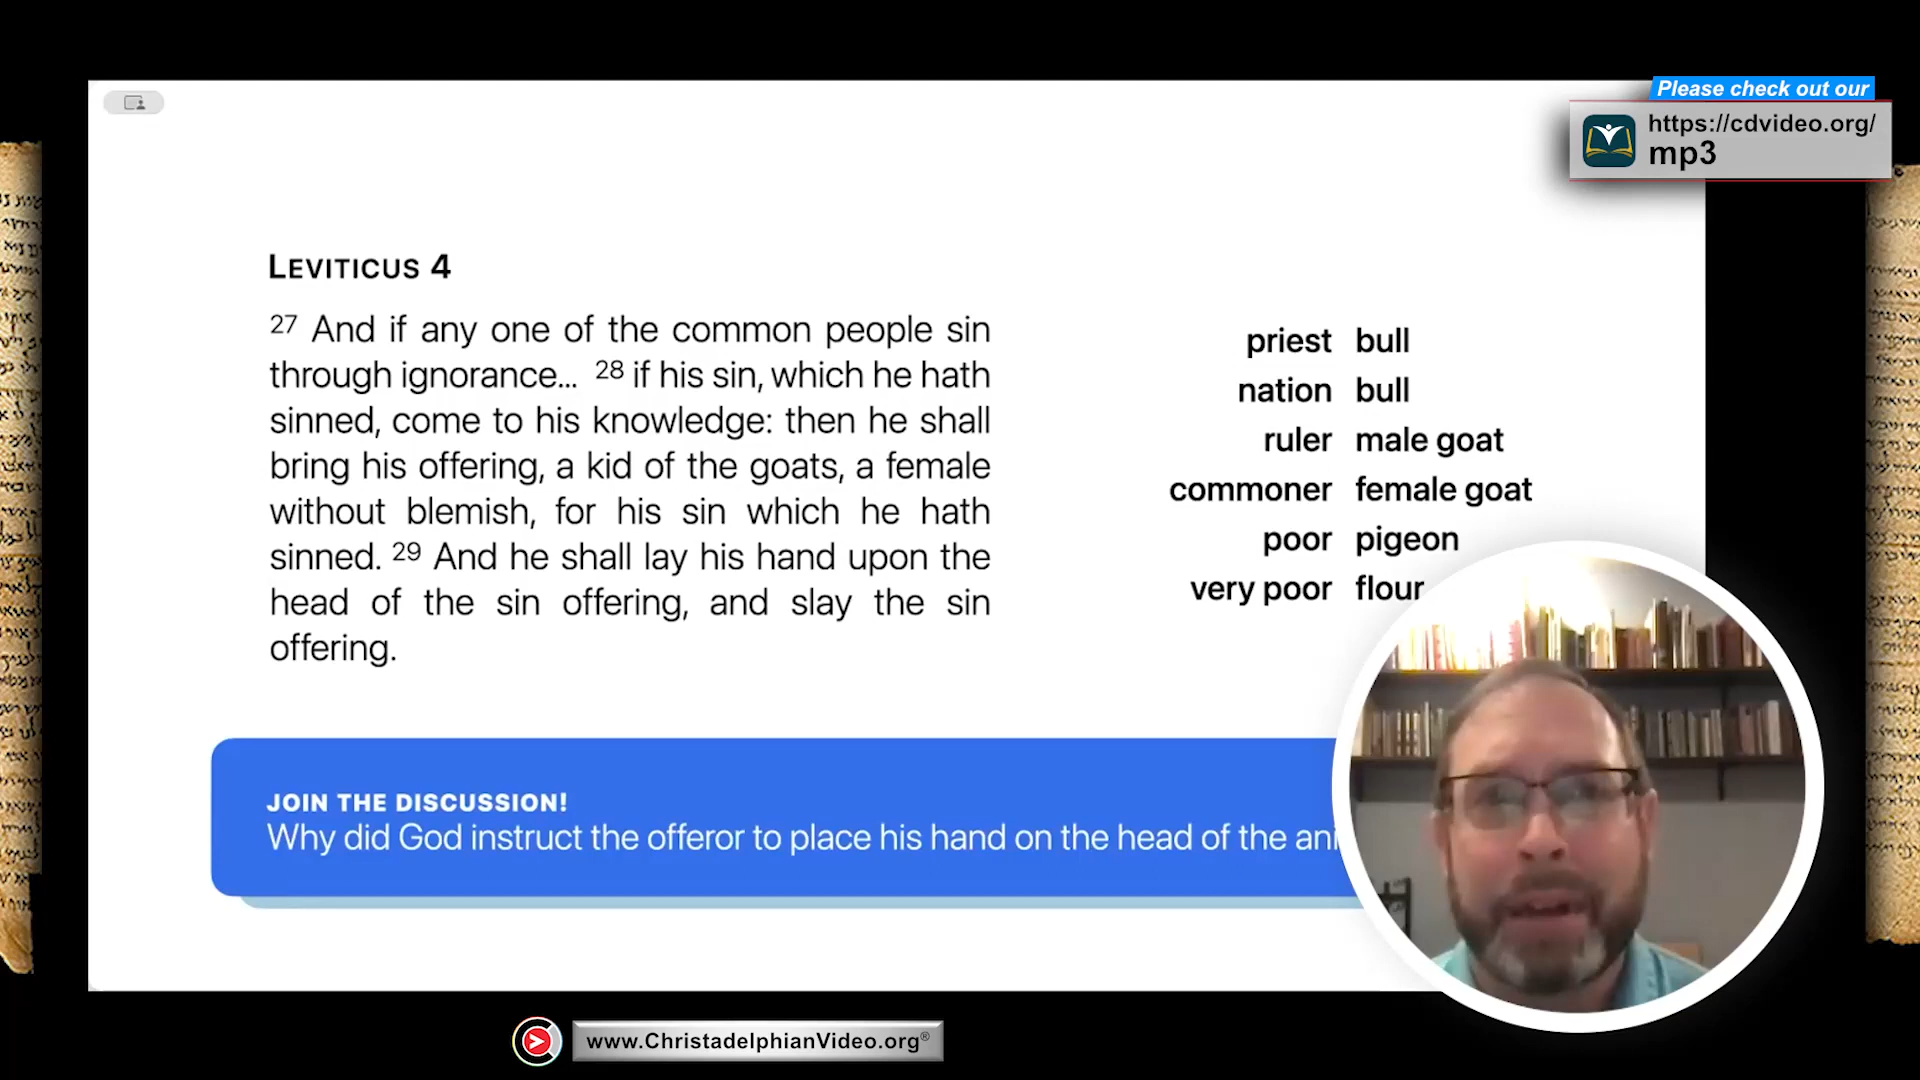 Please check out our
https://cdvideo.org/
mp3
LEVITICUS 4
27 And if any one of the common people sin
through ignorance... 28 if his sin, which he hath
sinned, come to his knowledge: then he shall
bring his offering, a kid of the goats, a female
without blemish, for his sin which he hath
sinned. 29 And he shall lay his hand upon the
head of the sin offering, and slay the sin
offering.
priest bull
nation bull
ruler male goat
commoner female goat
poor pigeon
very poor flour
JOIN THE DISCUSSION!
Why did God instruct the offeror to place his hand on the head of the
www.ChristadelphianVideo.org®